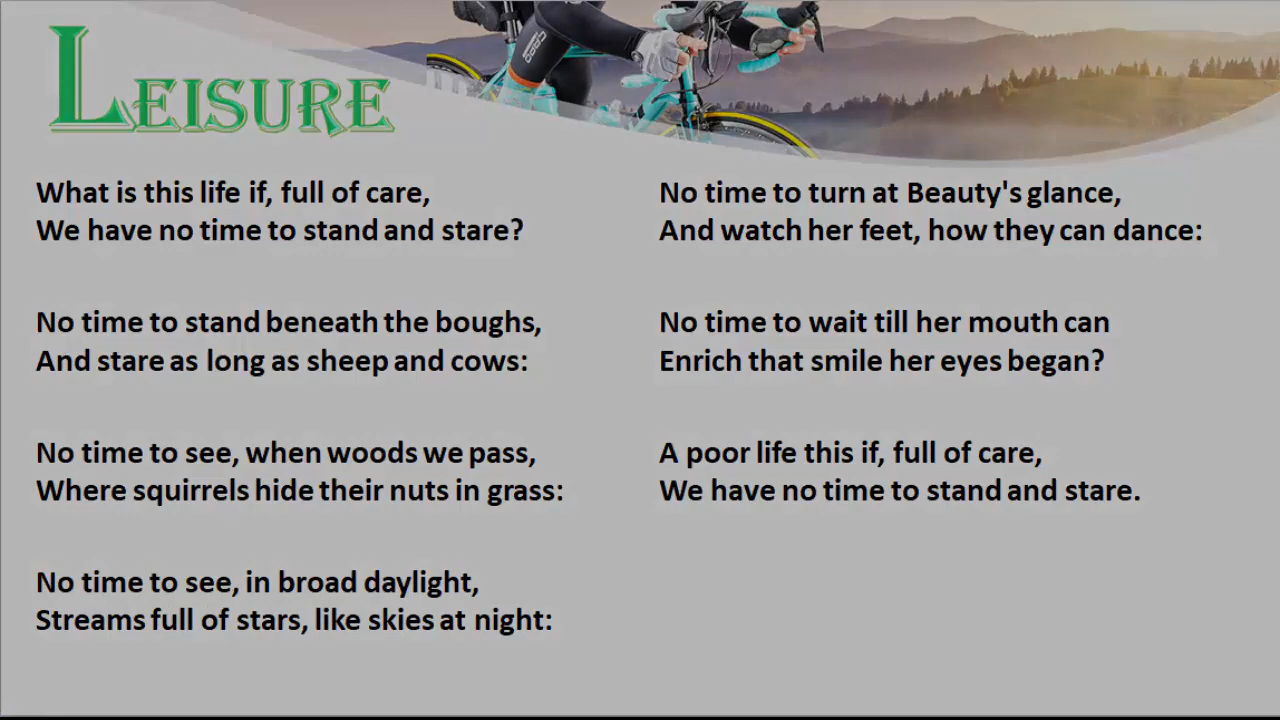 LEISURE
What is this life if, full of care,
We have no time to stand and stare?
No time to stand beneath the boughs,
And stare as long as sheep and cows:
No time to see, when woods we pass,
Where squirrels hide their nuts in grass:
No time to see, in broad daylight,
Streams full of stars, like skies at night:
No time to turn at Beauty's glance,
And watch her feet, how they can dance:
No time to wait till her mouth can
Enrich that smile her eyes began?
A poor life this if, full of care,
We have no time to stand and stare.